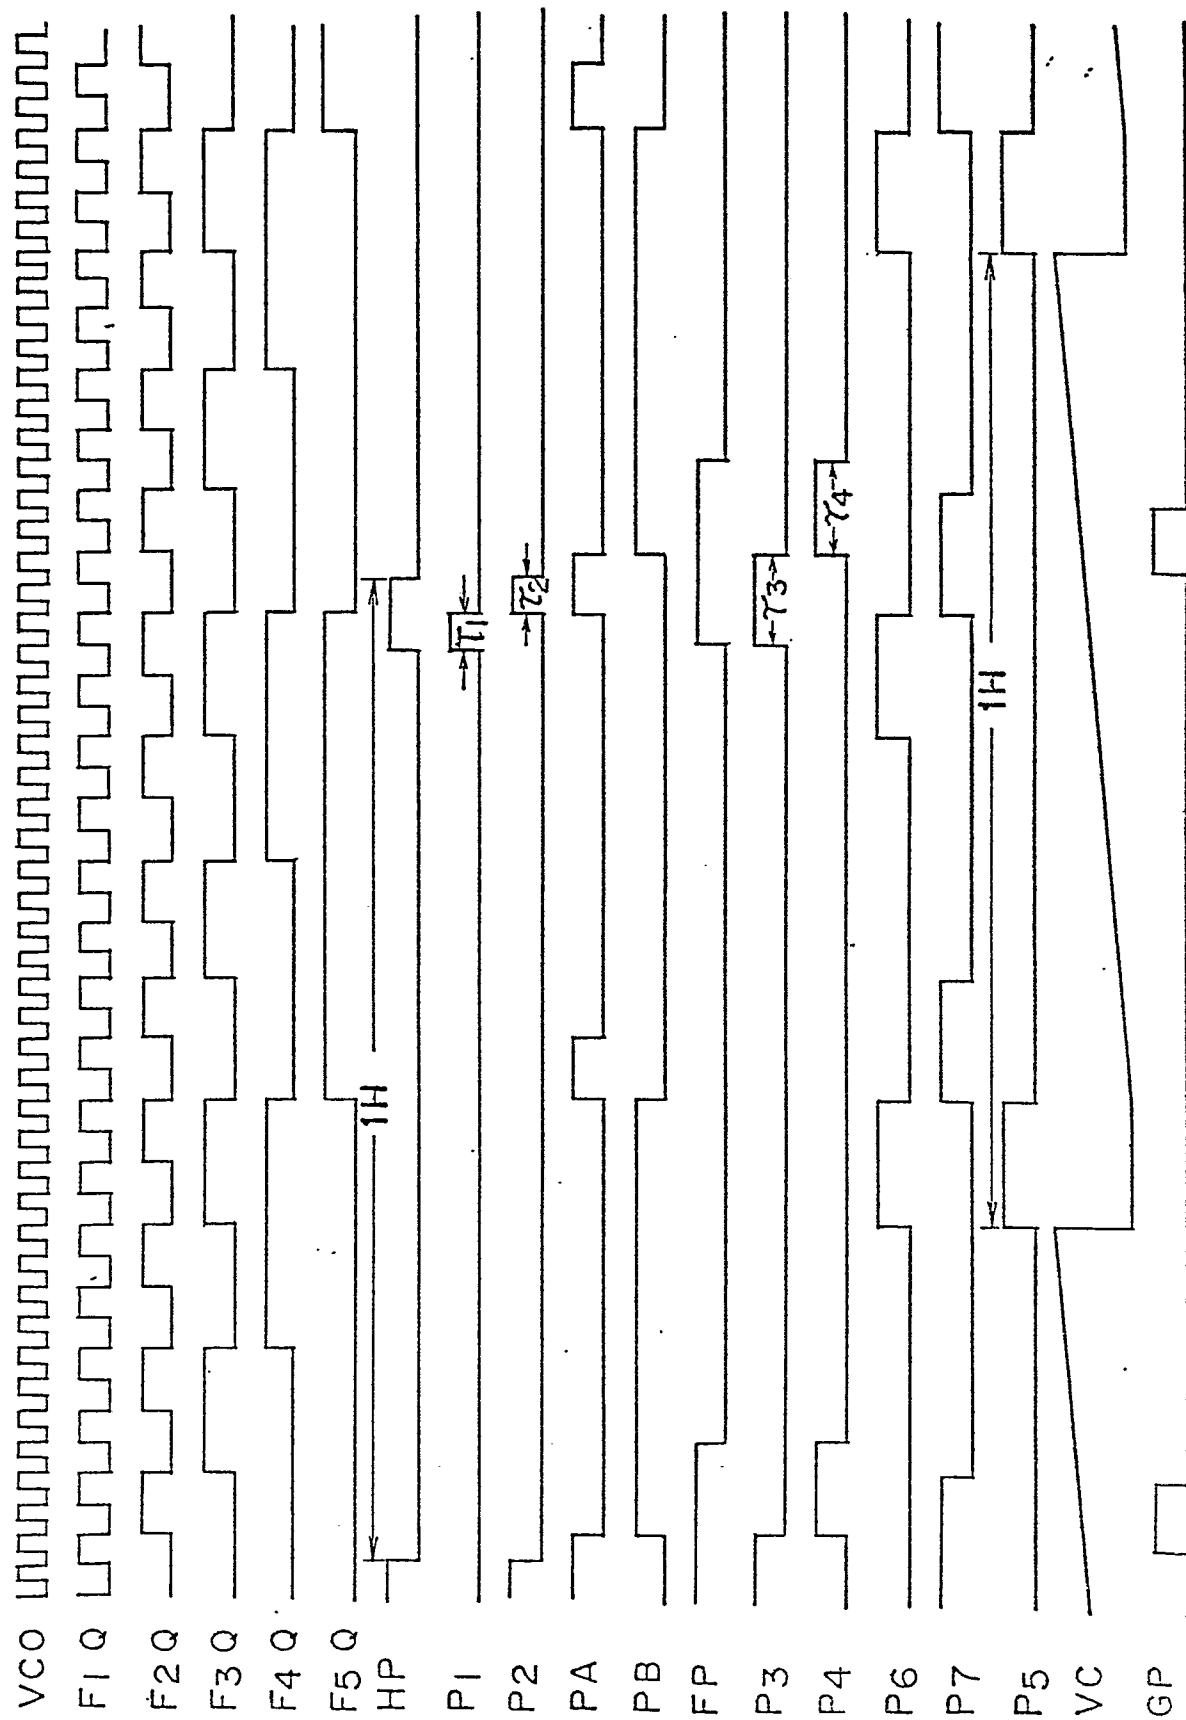 VCO
F1 Q
F2 Q
F3 Q
F4 Q
F5 Q
HP
1H
P1
τ1
P2
τ2
PA
PB
FP
P3
τ3
P4
τ4
P6
P7
1H
P5
VC
GP